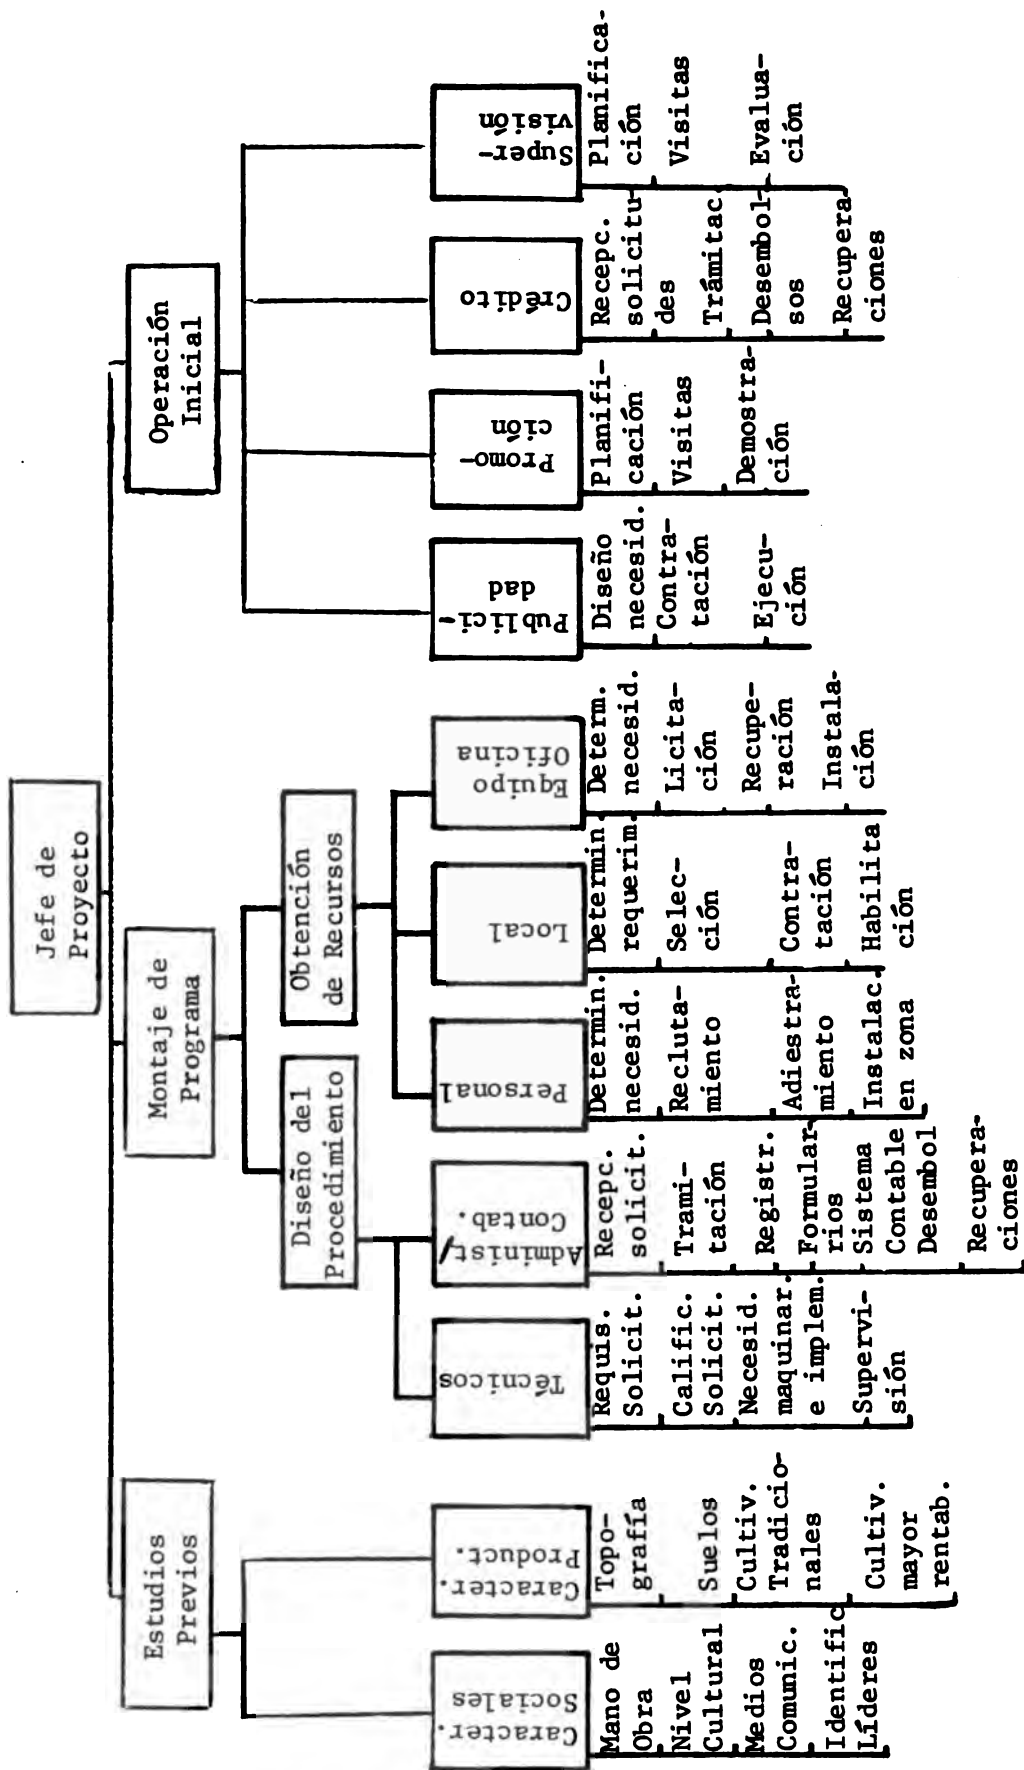 Jefe de
Proyecto
Estudios
Previos
Montaje de
Programa
Operación
Inicial
Diseño del
Procedimiento
Obtención
de Recursos
Caracter.
Sociales
Caracter.
Product.
Técnicos
Administ/
Contab.
Personal
Local
Equipo
Oficina
Publici-
dad
Promo-
ción
Crédito
Super-
visión
Mano de
Obra
Nivel
Cultural
Medios
Comunic.
Identific
Líderes
Topo-
grafía
Suelos
Cultiv.
Tradicio-
nales
Cultiv.
mayor
rentab.
Requis.
Solicit.
Calific.
Solicit.
Necesid.
maquinar.
e implem.
Supervi-
sión
Recepc.
solicit.
Trami-
tación
Registr.
Formular-
rios
Sistema
Contable
Desembol
Recupera-
ciones
Determin.
necesid.
Recluta-
miento
Adiestra-
miento
Instalac.
en zona
Determin.
requerim.
Selec-
ción
Contra-
tación
Habilita
ción
Determ.
necesid.
Licita-
ción
Recupe-
ración
Instala-
ción
Diseño
necesid.
Contra-
tación
Ejecu-
ción
Planifi-
cación
Visitas
Demostra-
ción
Recepc.
solicitu-
des
Trámitac.
Desembol-
sos
Recupera-
ciones
Planifica-
ción
Visitas
Evalua-
ción